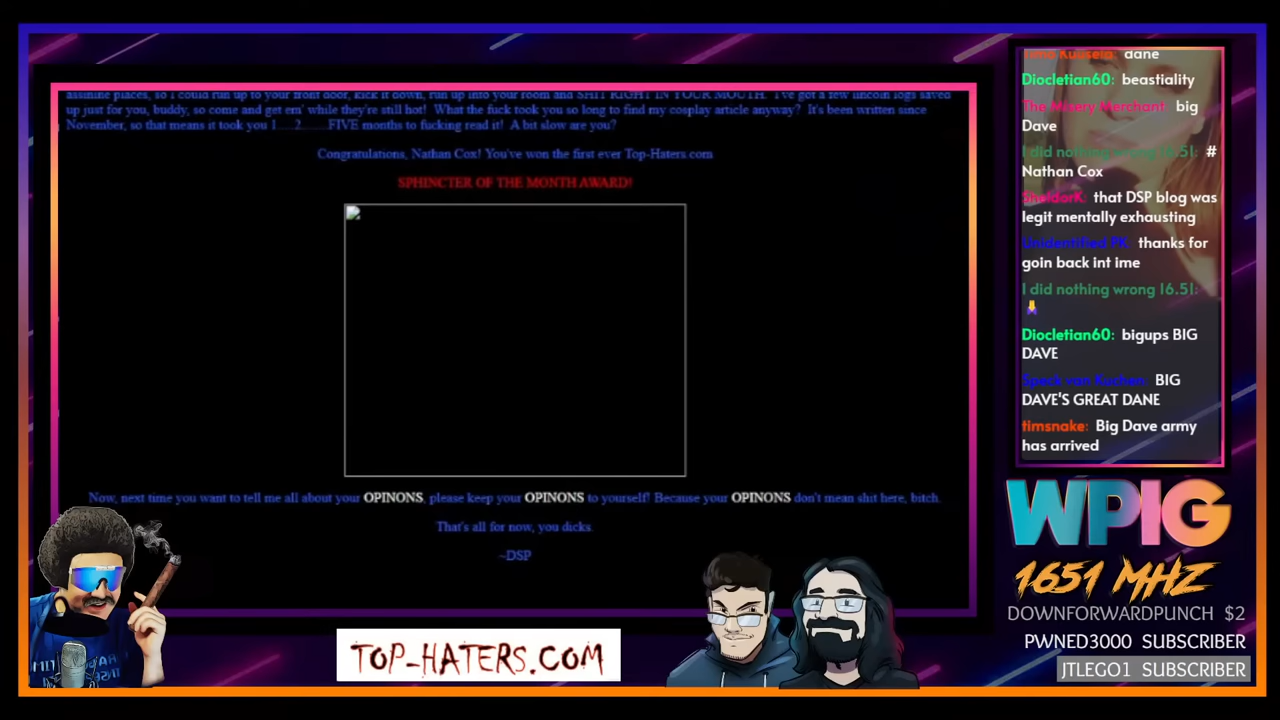 asinine places, so I could run up to your front door, kick it down, run up into your room and SHIT RIGHT IN YOUR MOUTH. I've got a few lincoln logs saved
up just for you, buddy, so come and get em' while they're still hot! What the fuck took you so long to find my cosplay article anyway? It's been written since
November, so that means it took you 1.....2........FIVE months to fucking read it! A bit slow are you?
Congratulations, Nathan Cox! You've won the first ever Top-Haters.com
SPHINCTER OF THE MONTH AWARD!
Now, next time you want to tell me all about your OPINONS, please keep your OPINONS to yourself! Because your OPINONS don't mean shit here, bitch.
That's all for now, you dicks.
~DSP
TOP-HATERS.COM
dane
Diocletian60: beastiality
The Misery Merchant: big
Dave
I did nothing wrong 16.51: #
Nathan Cox
SheldorK: that DSP blog was
legit mentally exhausting
Unidentified PK: thanks for
goin back int ime
I did nothing wrong 16.51:
Diocletian60: bigups BIG
DAVE
Speck van Kuchen: BIG
DAVE'S GREAT DANE
timsnake: Big Dave army
has arrived
WPIG
1651 MHZ
DOWNFORWARDPUNCH $2
PWNED3000 SUBSCRIBER
JTLEGO1 SUBSCRIBER